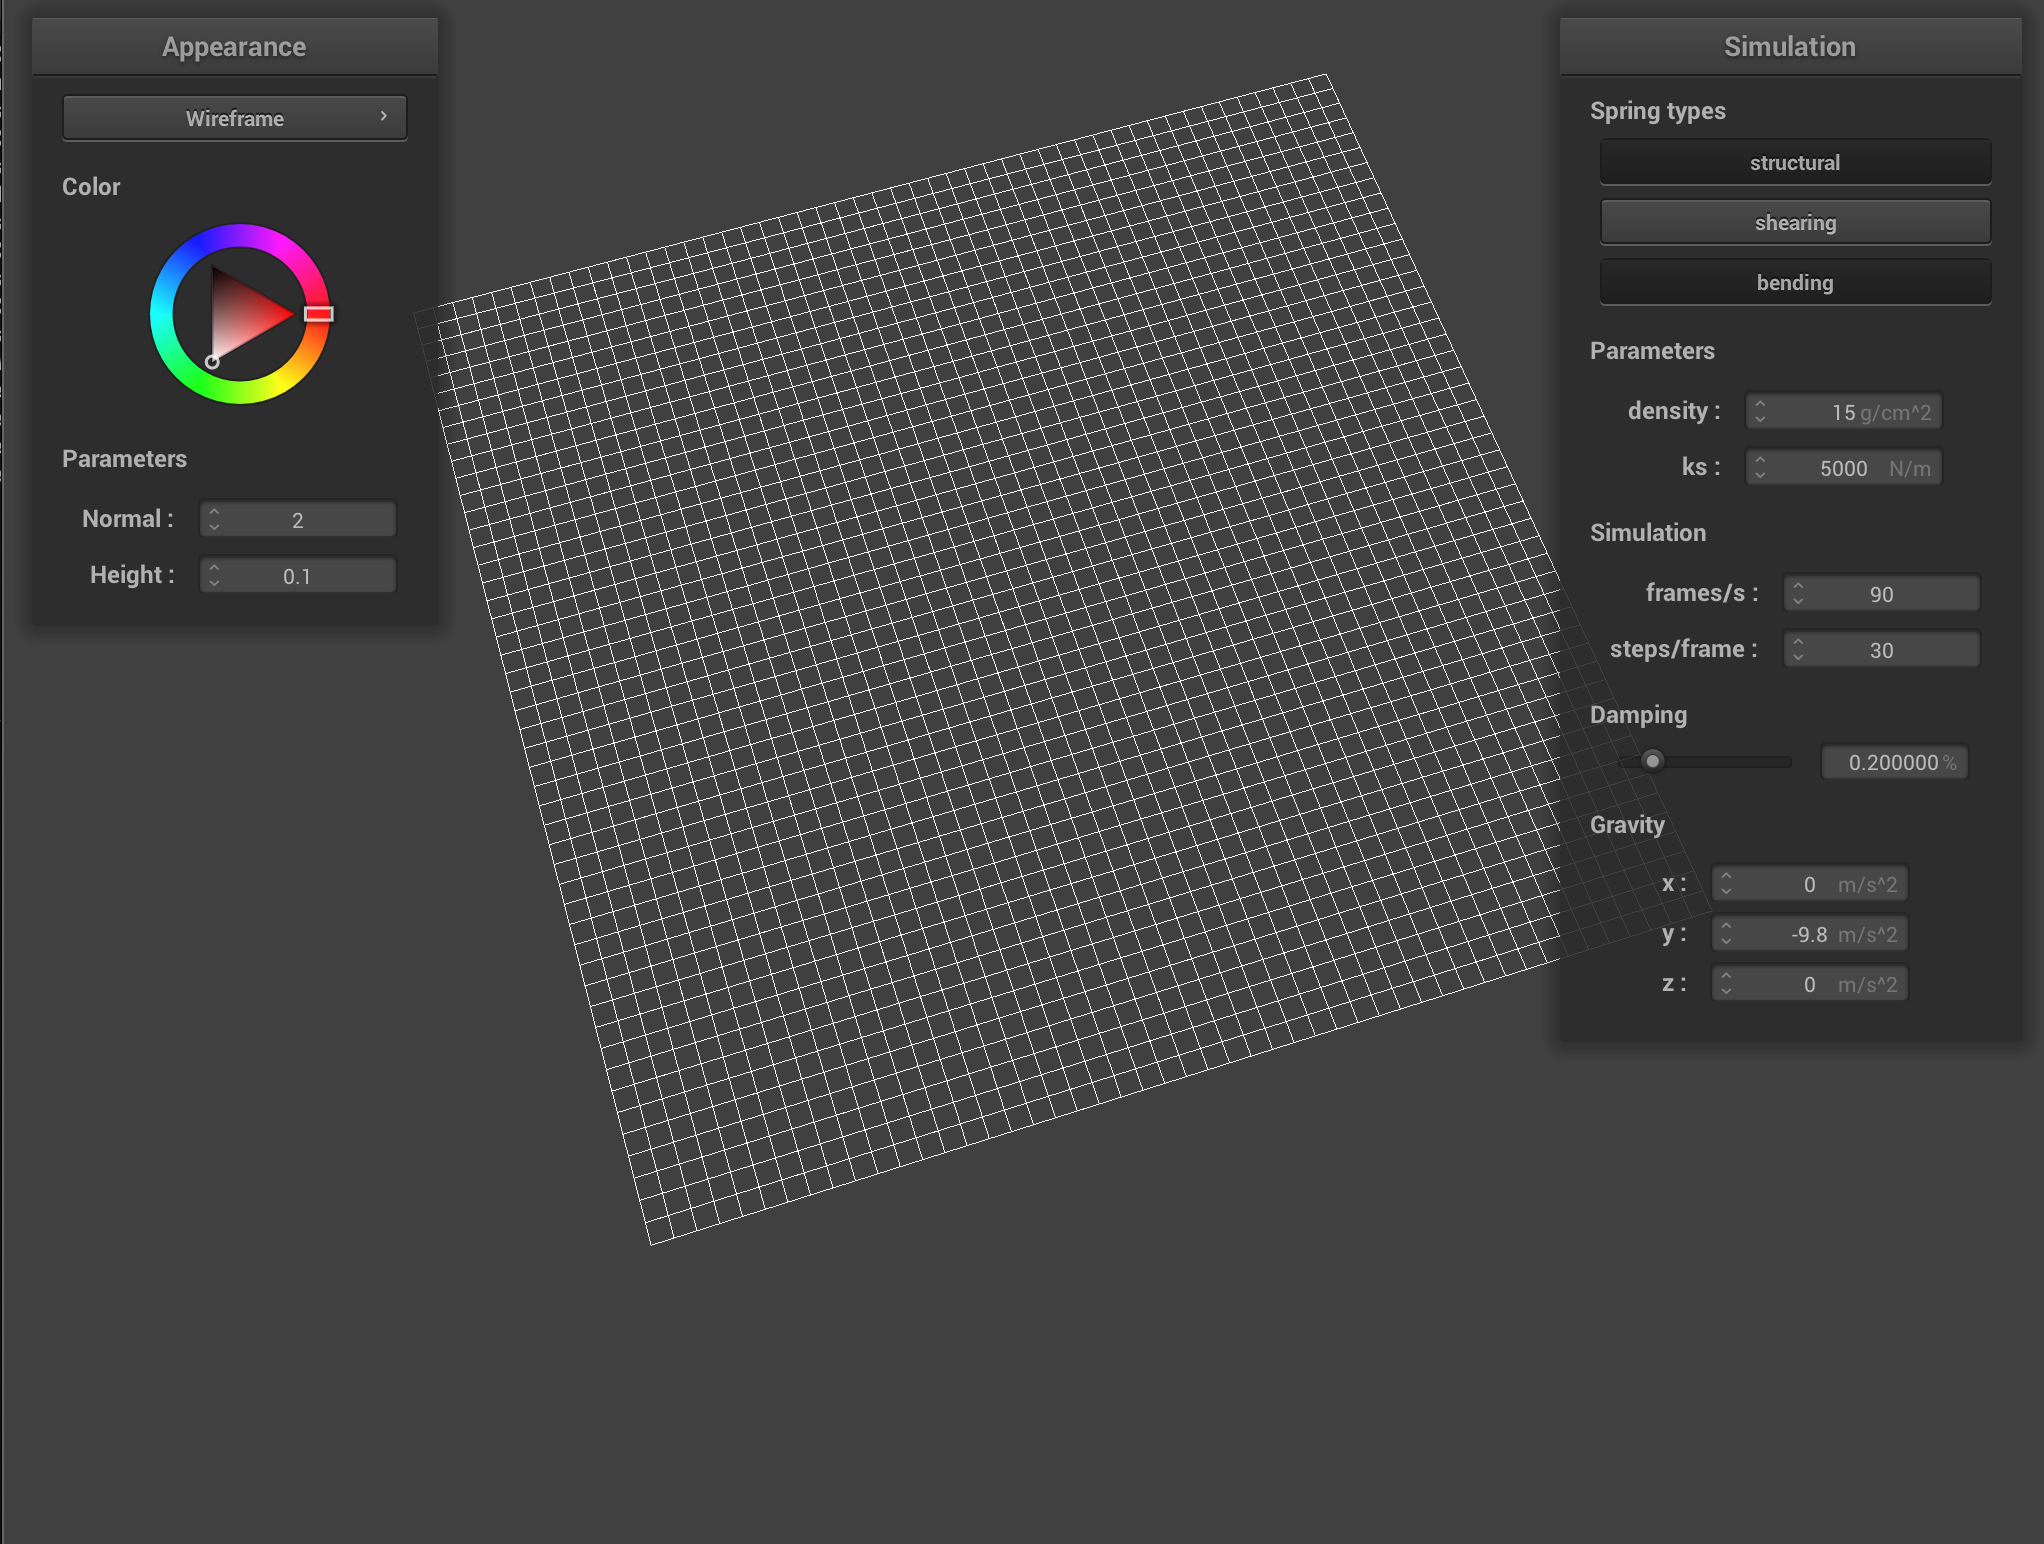 Appearance
Wireframe
Color
Parameters
Normal : 2
Height : 0.1
Simulation
Spring types
structural
shearing
bending
Parameters
density : 15 g/cm^2
ks : 5000 N/m
Simulation
frames/s : 90
steps/frame : 30
Damping
0.200000 %
Gravity
x : 0 m/s^2
y : -9.8 m/s^2
z : 0 m/s^2